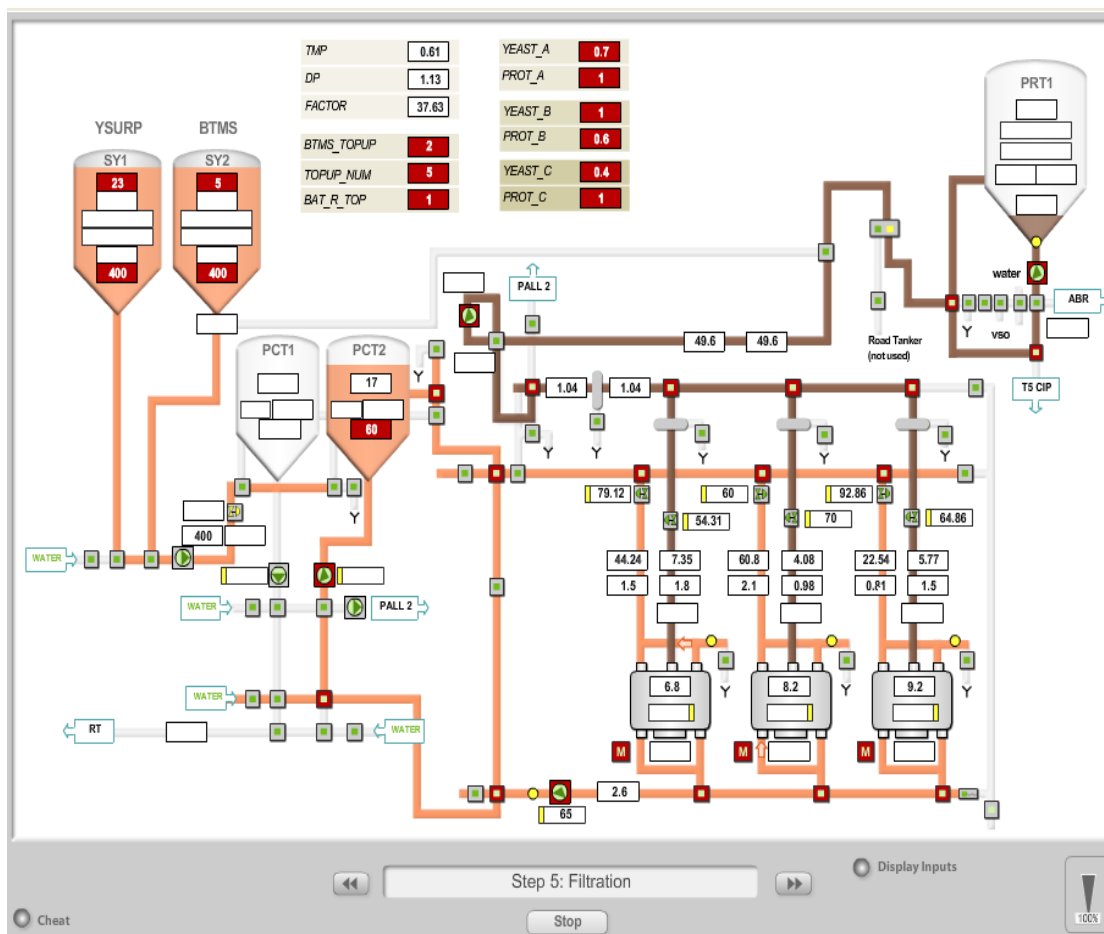 TMP 0.61
DP 1.13
FACTOR 37.63
BTMS_TOPUP 2
TOPUP_NUM 5
BAT_R_TOP 1
YEAST_A 0.7
PROT_A 1
YEAST_B 1
PROT_B 0.6
YEAST_C 0.4
PROT_C 1
PRT1
YSURP BTMS
SY1 SY2
23 5
400 400
water
ABR
vso
PALL 2
Road Tanker
(not used)
49.6 49.6
T5 CIP
PCT1 PCT2
17
60
1.04 1.04
79.12 60 92.86
54.31 70 64.86
400
WATER
44.24 7.35 60.8 4.08 22.54 5.77
1.5 1.8 2.1 0.98 0.81 1.5
WATER PALL 2
6.8 8.2 9.2
WATER
RT WATER
M M M
2.6
65
Step 5: Filtration
Display Inputs
Stop
Cheat
100%